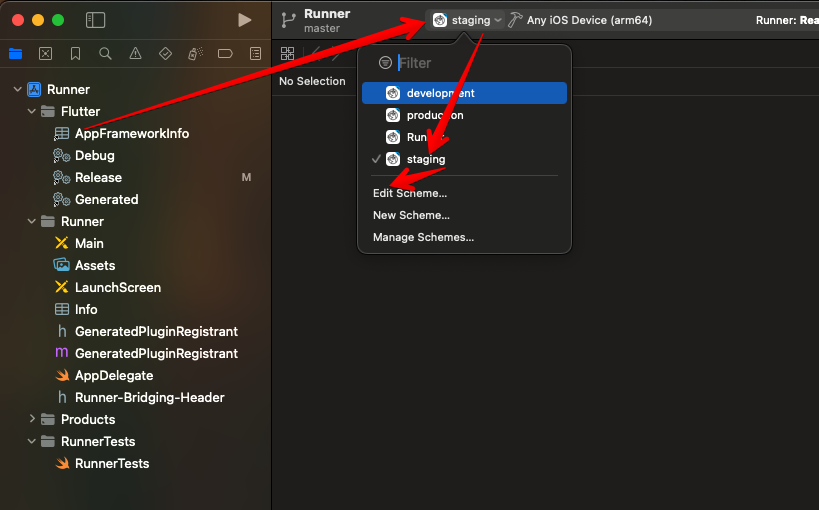 Runner
master
staging
Any iOS Device (arm64)
Runner: Rea
No Selection
Filter
development
production
Run
staging
Edit Scheme...
New Scheme...
Manage Schemes...
Runner
Flutter
AppFrameworkInfo
Debug
Release
M
Generated
Runner
Main
Assets
LaunchScreen
Info
h
GeneratedPluginRegistrant
m
GeneratedPluginRegistrant
AppDelegate
h
Runner-Bridging-Header
Products
RunnerTests
RunnerTests